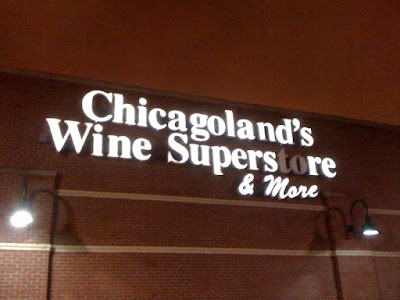 Chicagoland's
Wine Superstore
& More